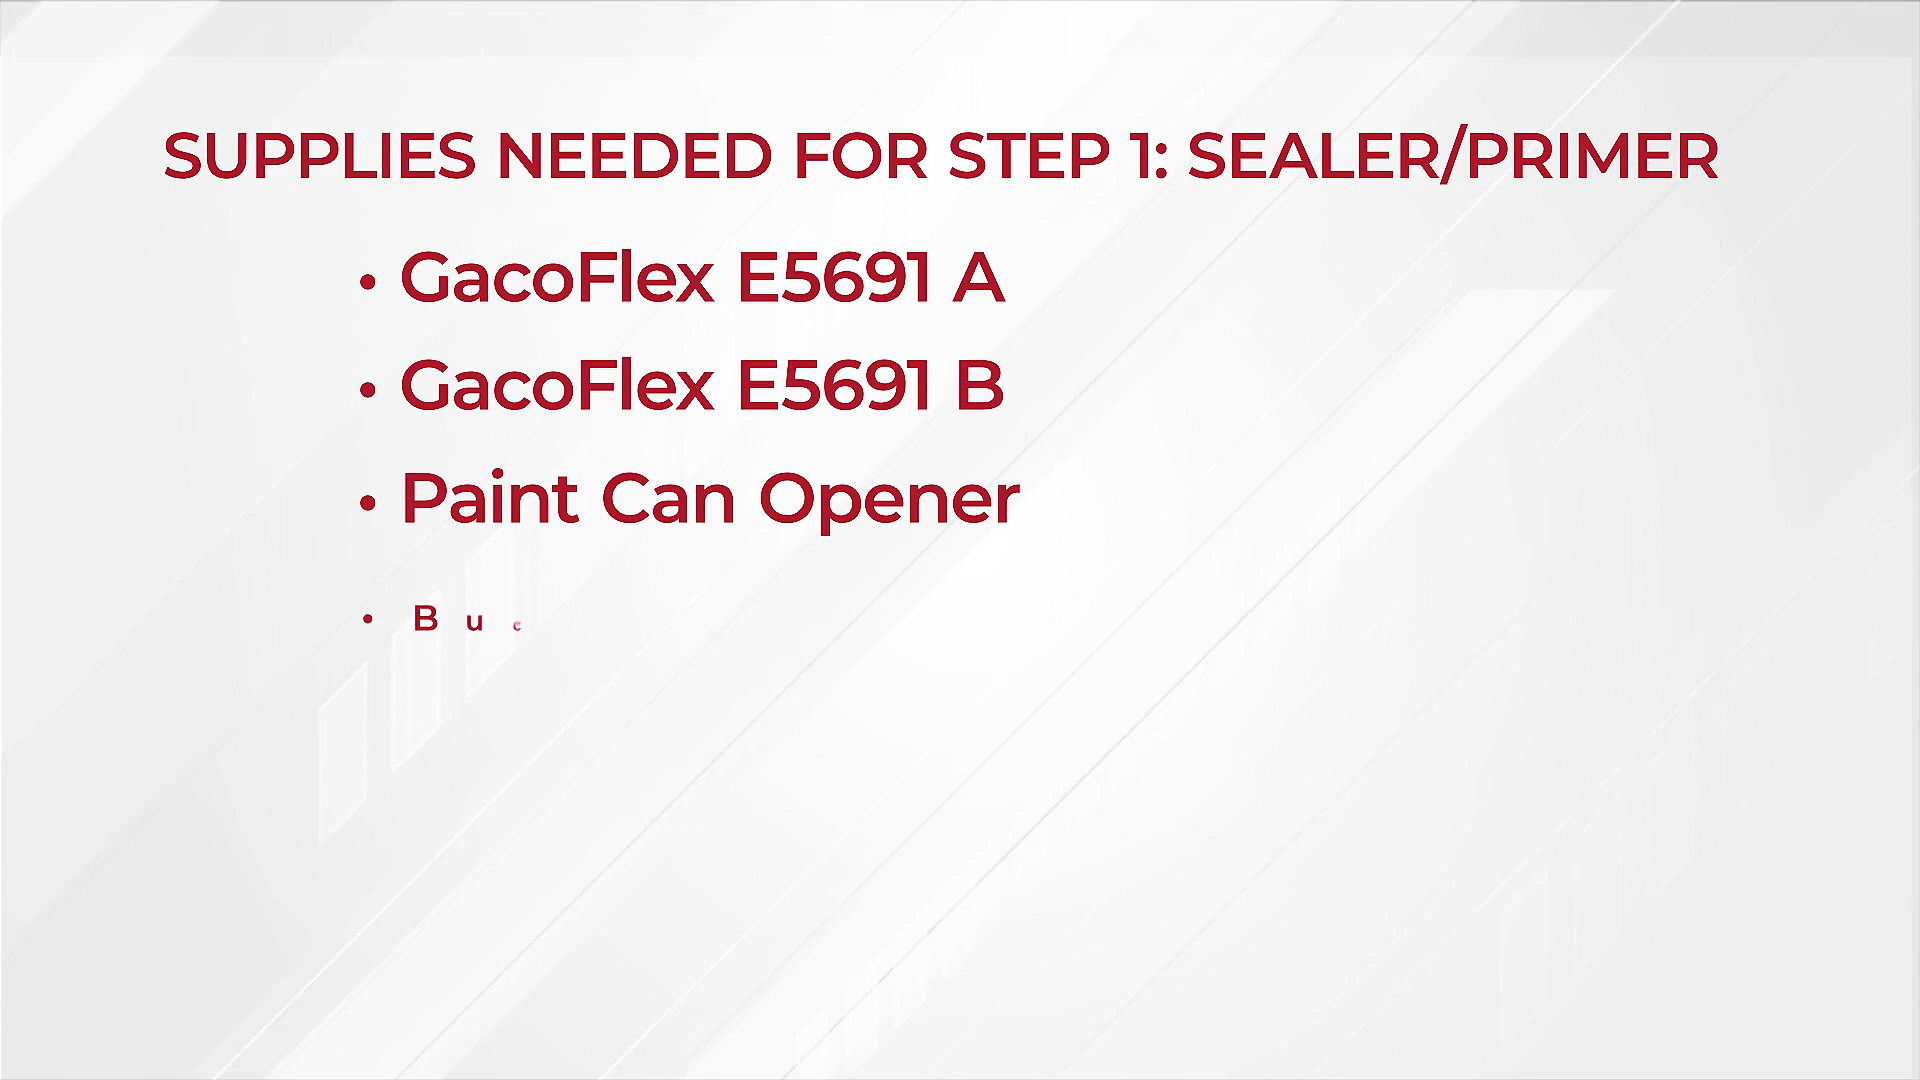 SUPPLIES NEEDED FOR STEP 1: SEALER/PRIMER
• GacoFlex E5691 A
• GacoFlex E5691 B
• Paint Can Opener
• B u c